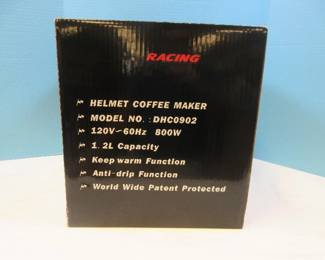 RACING
HELMET COFFEE MAKER
MODEL NO. : DHC0902
120V~60Hz 800W
1. 2L Capacity
Keep warm Function
Anti-drip Function
World Wide Patent Protected